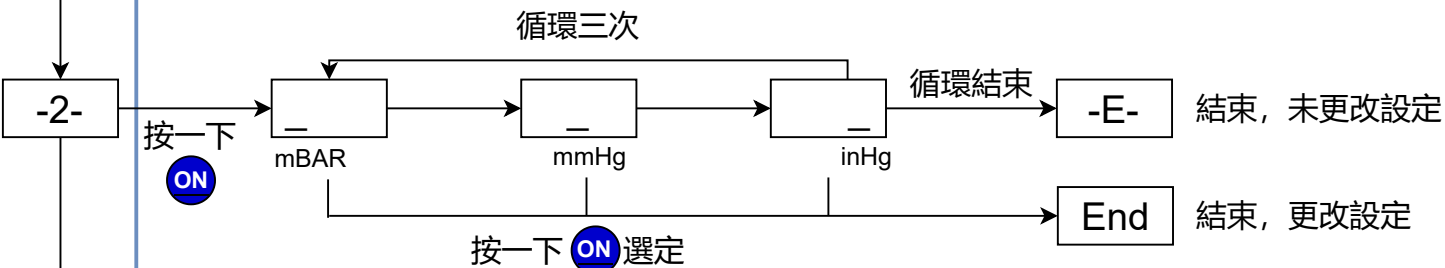 循環三次
-2-
按一下
ON
_
mBAR
_
mmHg
_
inHg
循環結束
-E-
結束，未更改設定
End
結束，更改設定
按一下 ON 選定